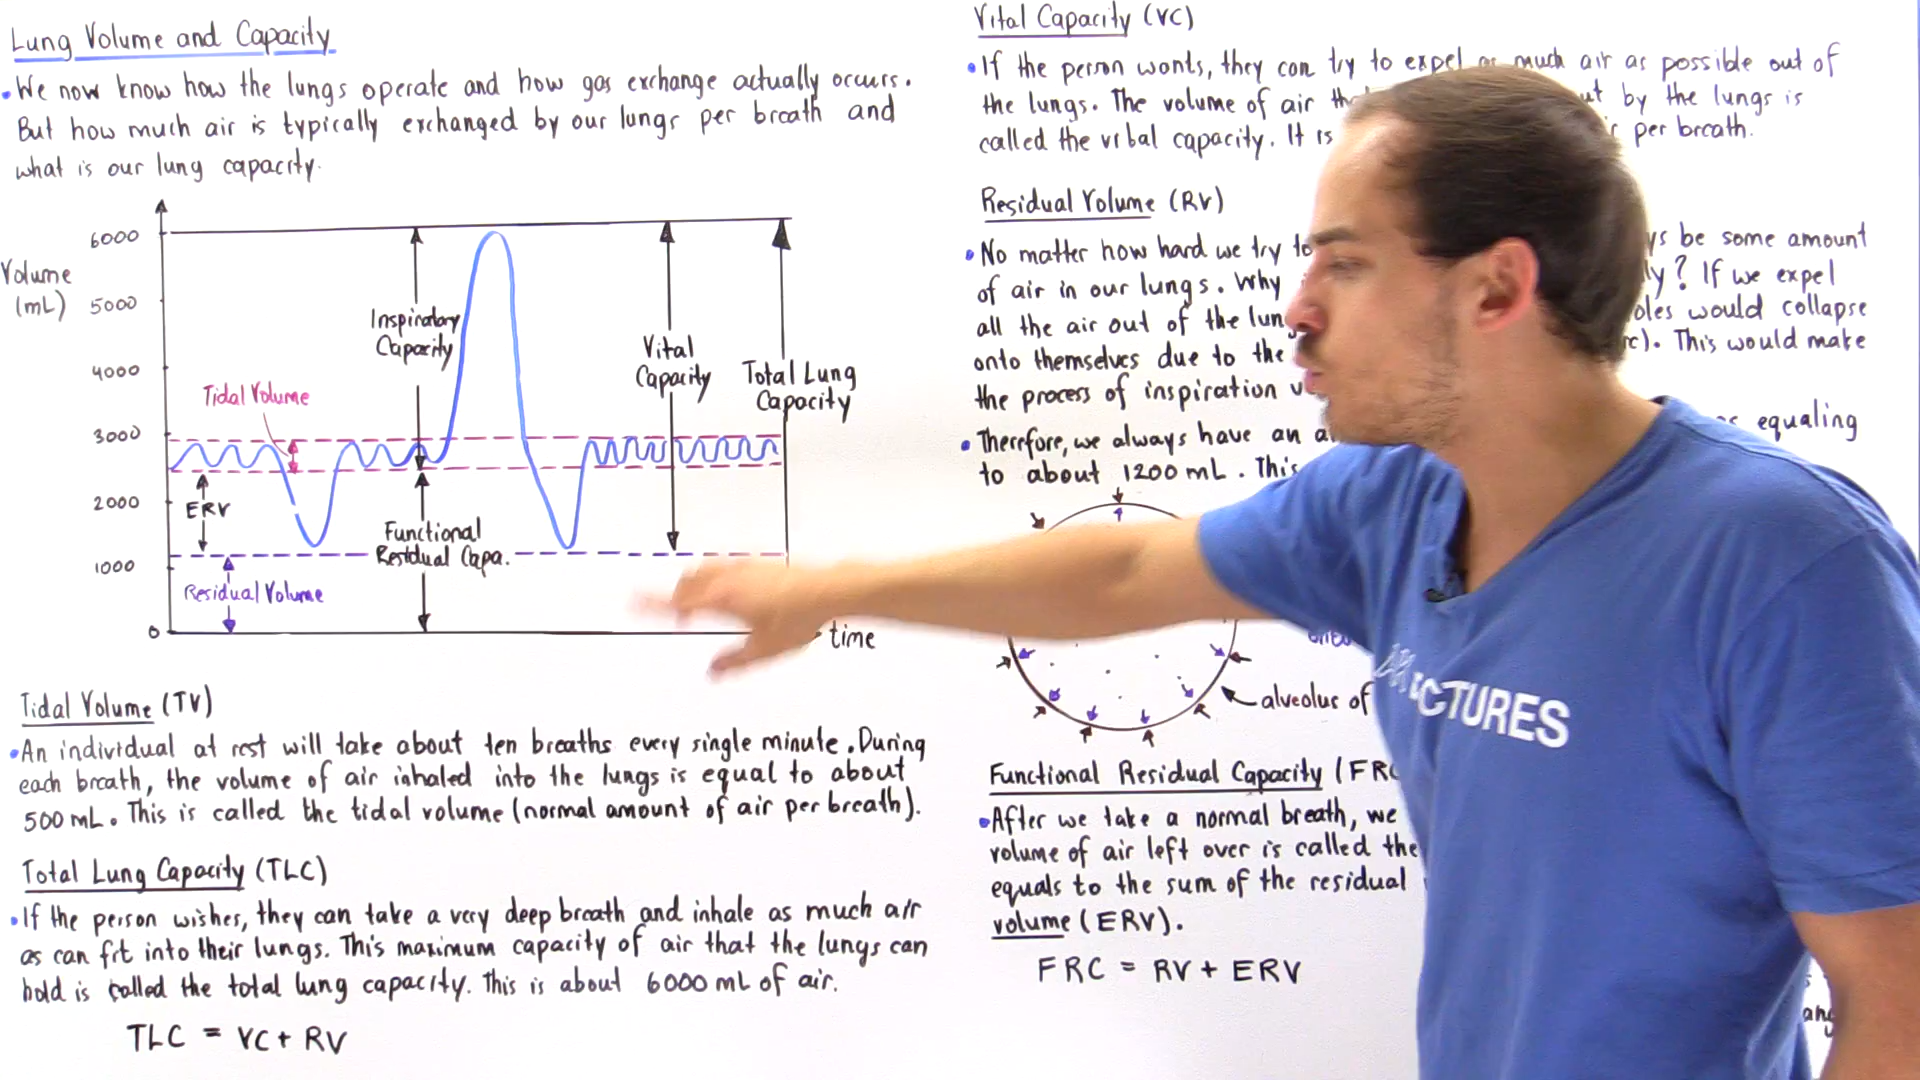 Lung Volume and Capacity
• We now know how the lungs operate and how gas exchange actually occurs.
But how much air is typically exchanged by our lungs per breath and
what is our lung capacity.
Volume
(mL)
6000
5000
4000
3000
2000
1000
0
Tidal Volume
ERV
Residual Volume
Inspiratory
Capacity
Functional
Residual Capa.
Vital
Capacity
Total Lung
Capacity
time
Tidal Volume (TV)
• An individual at rest will take about ten breaths every single minute. During
each breath, the volume of air inhaled into the lungs is equal to about
500 mL. This is called the tidal volume (normal amount of air per breath).
Total Lung Capacity (TLC)
• If the person wishes, they can take a very deep breath and inhale as much air
as can fit into their lungs. This maximum capacity of air that the lungs can
hold is called the total lung capacity. This is about 6000 mL of air.
TLC = VC + RV
Vital Capacity (VC)
• If the person wants, they can try to expel as much air as possible out of
the lungs. The volume of air by the lungs is
called the vital capacity. It is per breath.
Residual Volume (RV)
• No matter how hard we try to be some amount
of air in our lungs. Why ? If we expel
all the air out of the would collapse
onto themselves due to the This would make
the process of inspiration
• Therefore, we always have an equaling
to about 1200 mL. This
alveolus of
Functional Residual Capacity
• After we take a normal breath, we
volume of air left over is called the
equals to the sum of the residual
volume (ERV).
FRC = RV + ERV
CTURES